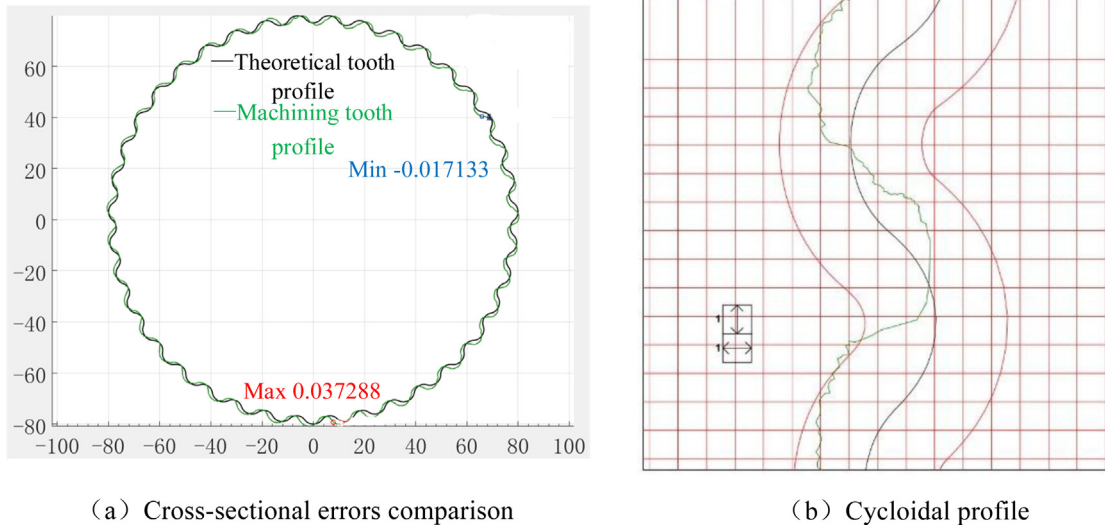 —Theoretical tooth
profile
—Machining tooth
profile
Min -0.017133
Max 0.037288
60
40
20
0
−20
−40
−60
−80
−100 −80 −60 −40 −20 0 20 40 60 80 100
1
1
（a）Cross-sectional errors comparison
（b）Cycloidal profile